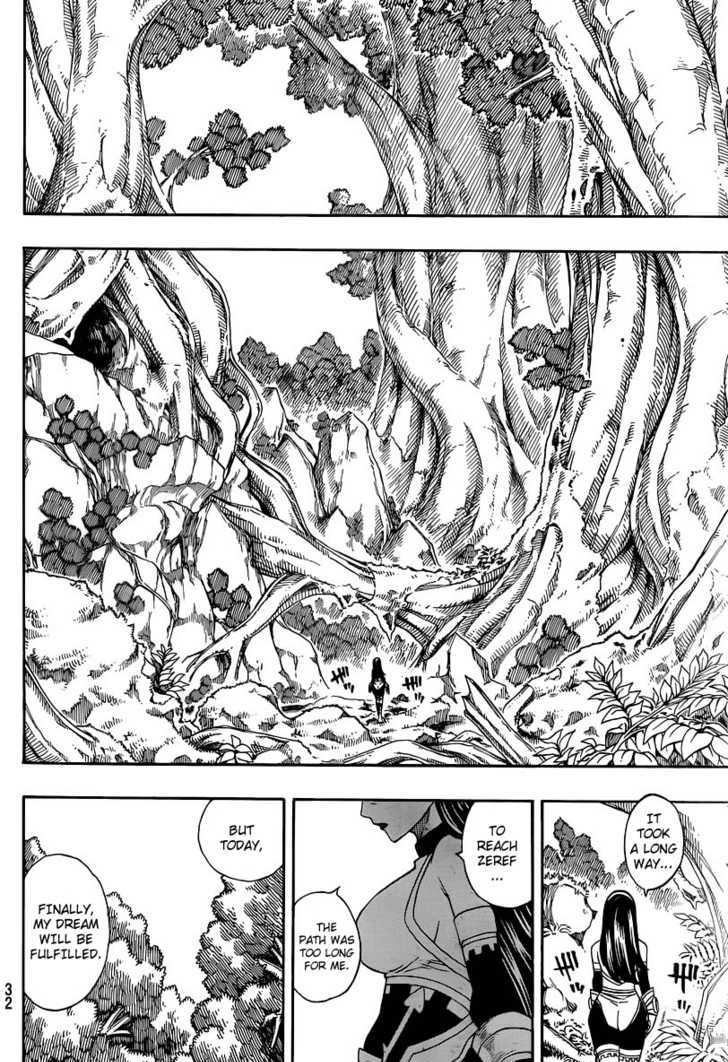 IT
TOOK
A LONG
WAY...
TO
REACH
ZEREF
...
THE
PATH WAS
TOO LONG
FOR ME.
BUT
TODAY,
FINALLY,
MY DREAM
WILL BE
FULFILLED.
32